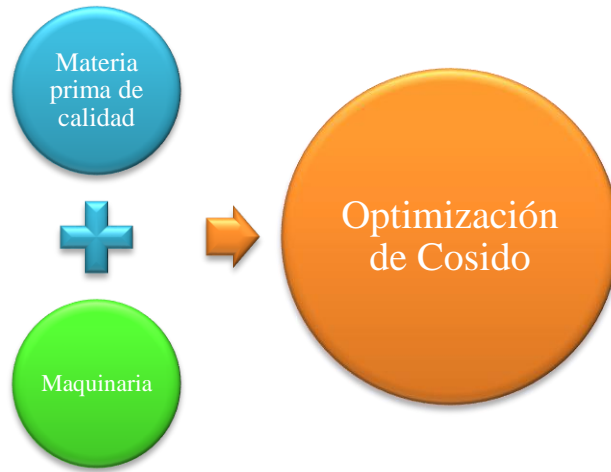 Materia
prima de
calidad
Maquinaria
Optimización
de Cosido